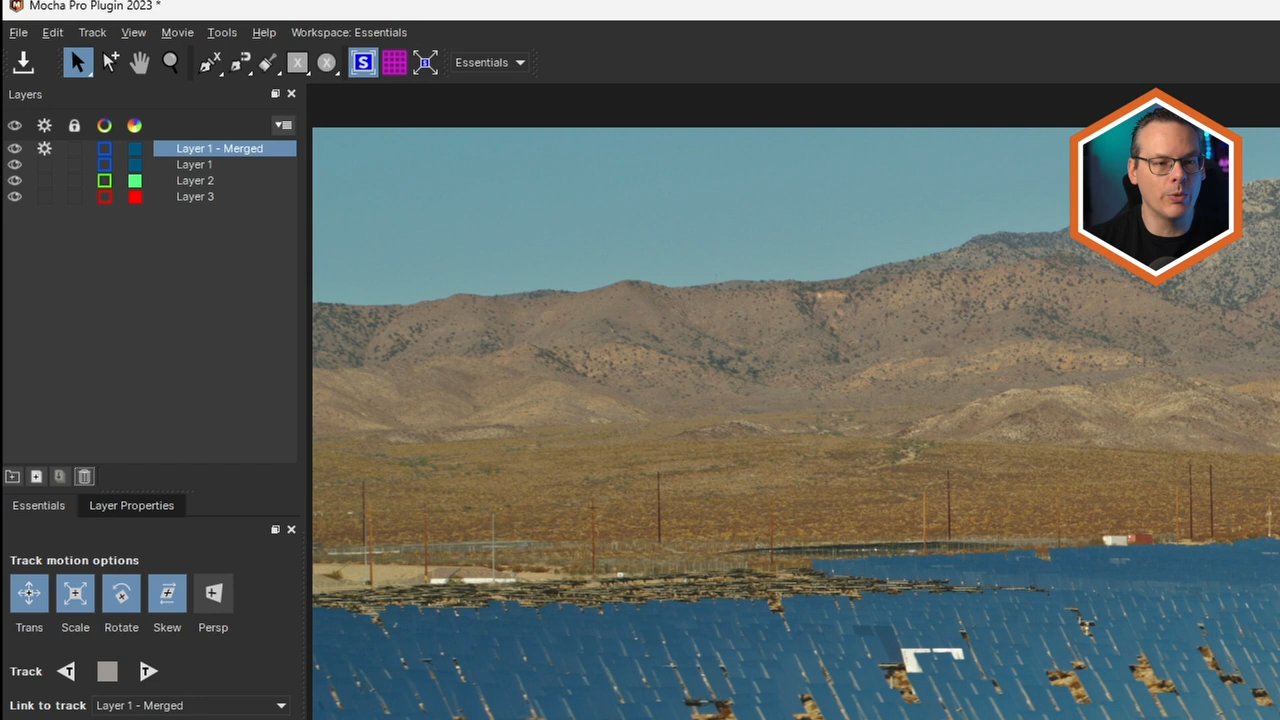 Mocha Pro Plugin 2023 *
File Edit Track View Movie Tools Help Workspace: Essentials
Essentials
Layers
Layer 1 - Merged
Layer 1
Layer 2
Layer 3
Essentials Layer Properties
Track motion options
Trans Scale Rotate Skew Persp
Track
Link to track Layer 1 - Merged